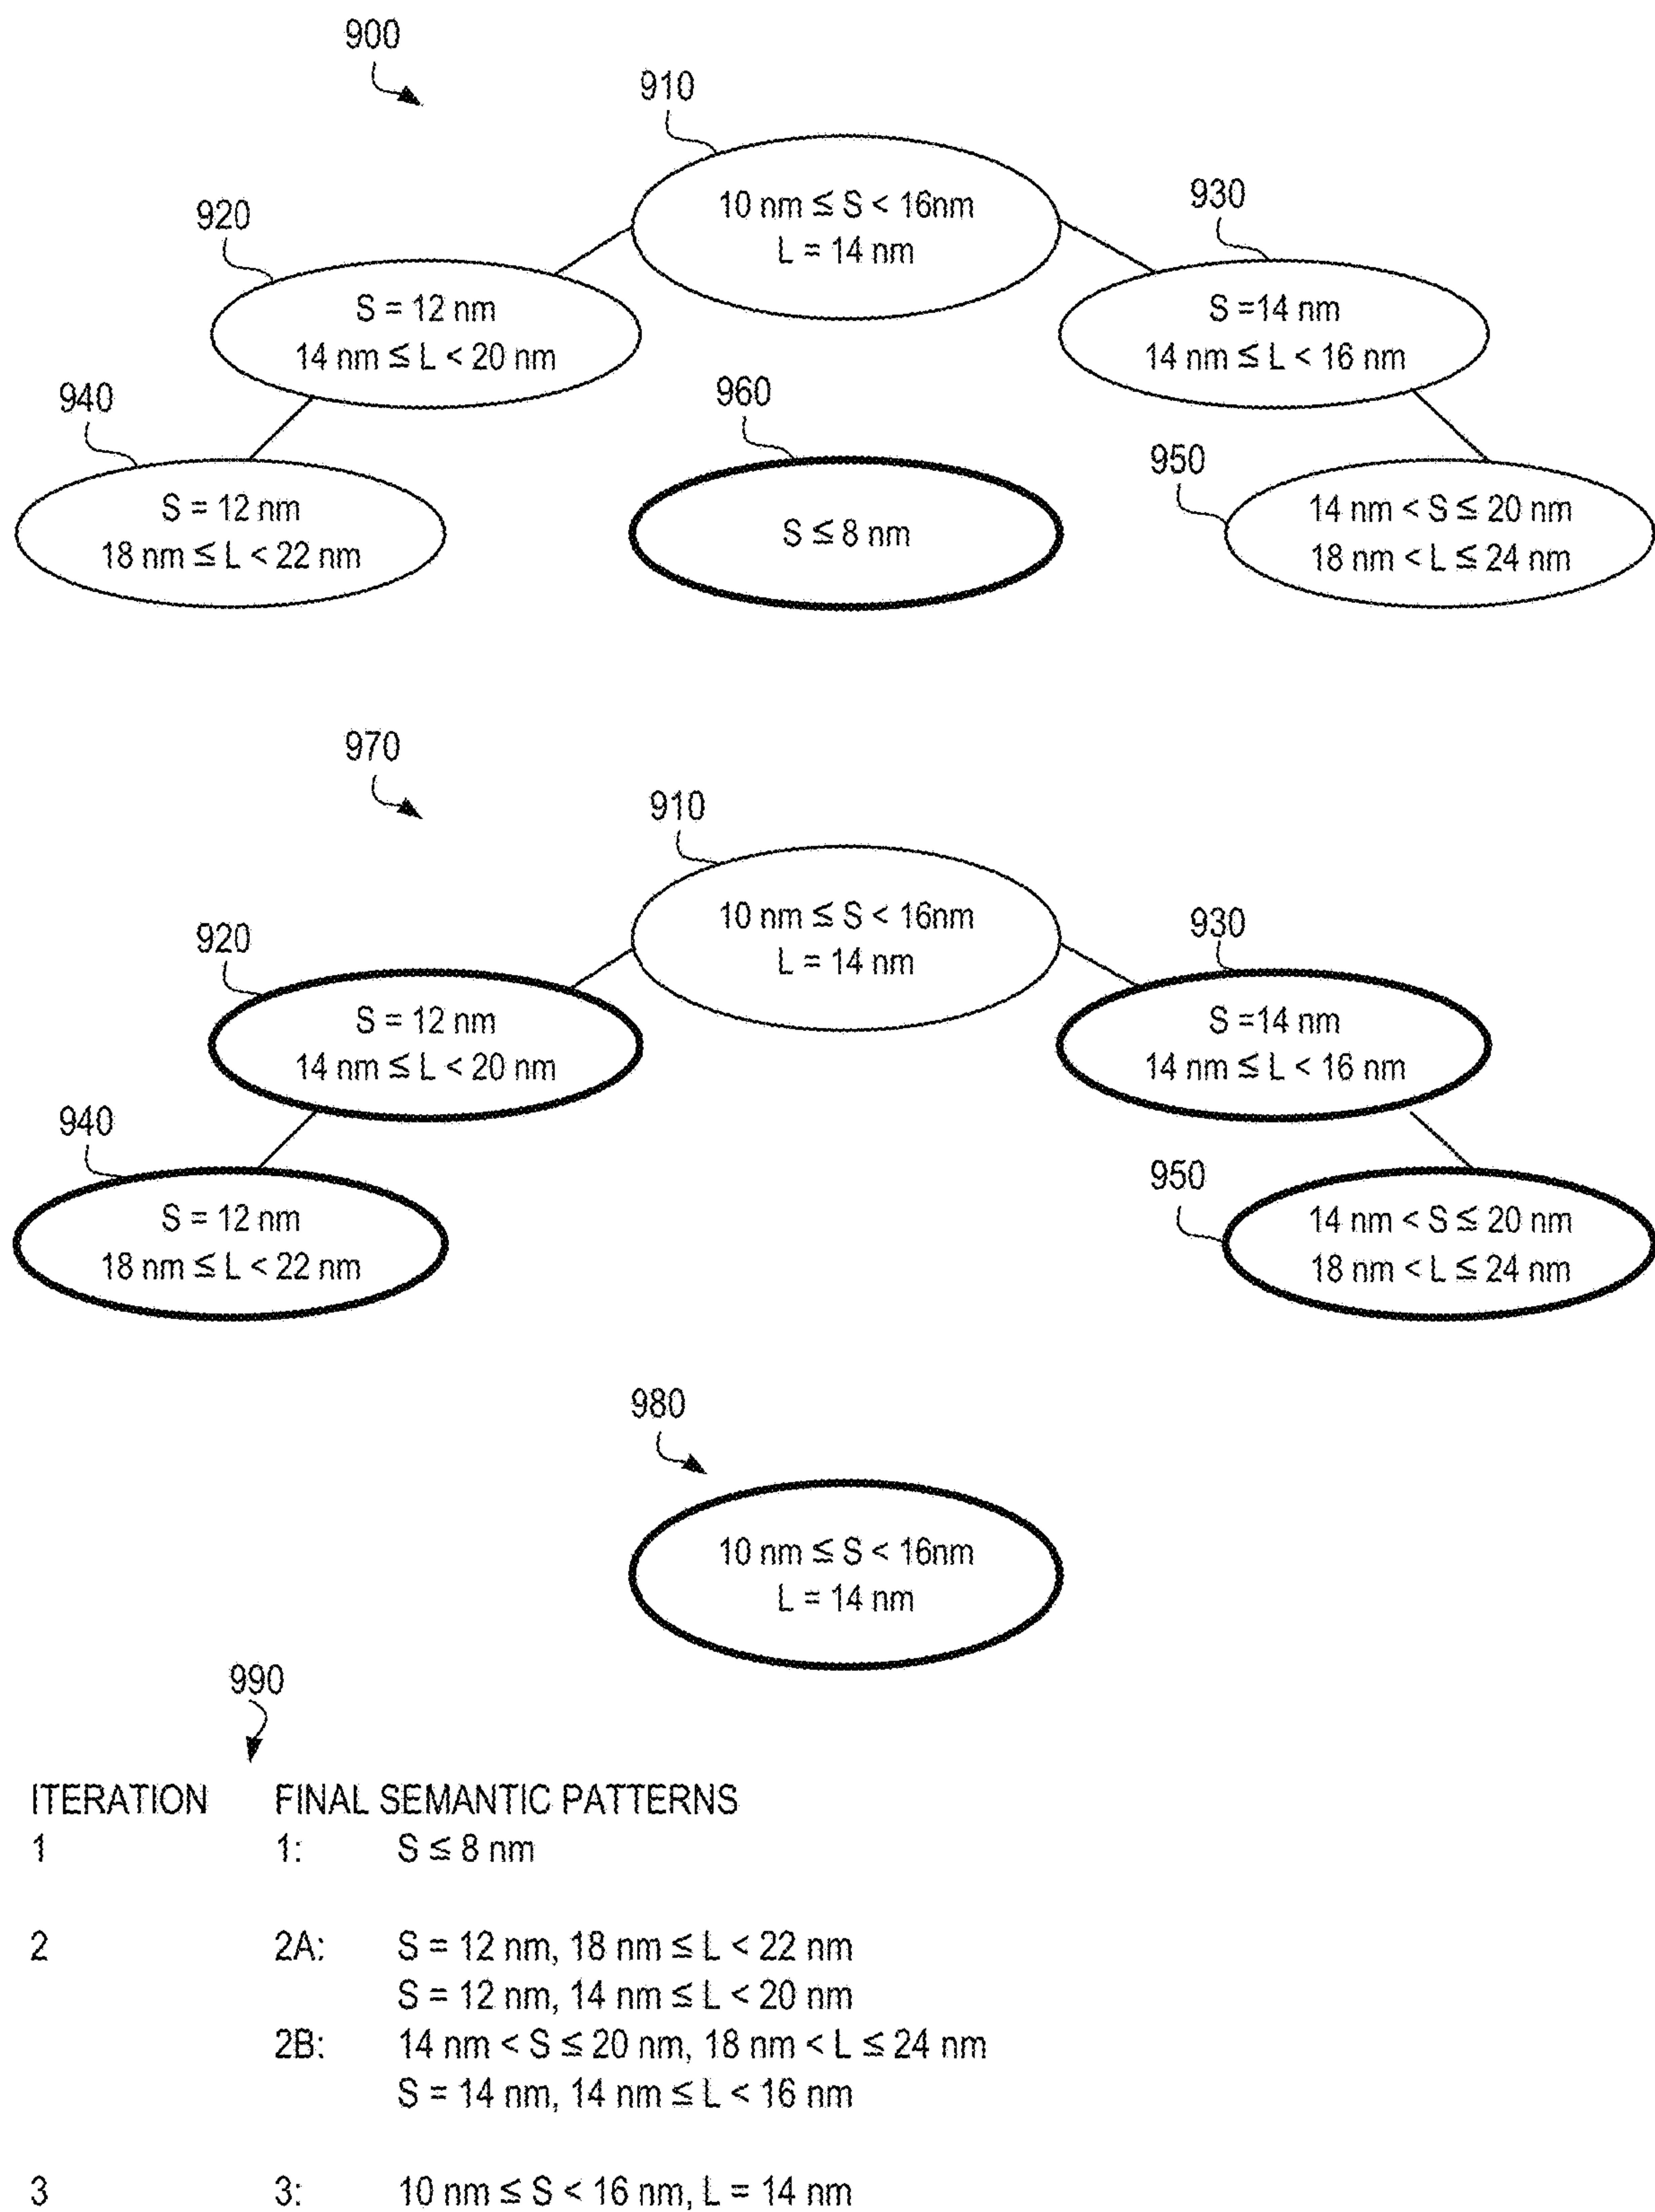 900
910
10 nm ≤ S < 16nm
L = 14 nm
920
S = 12 nm
14 nm ≤ L < 20 nm
930
S =14 nm
14 nm ≤ L < 16 nm
940
S = 12 nm
18 nm ≤ L < 22 nm
960
S ≤ 8 nm
950
14 nm < S ≤ 20 nm
18 nm < L ≤ 24 nm
970
910
10 nm ≤ S < 16nm
L = 14 nm
920
S = 12 nm
14 nm ≤ L < 20 nm
930
S =14 nm
14 nm ≤ L < 16 nm
940
S = 12 nm
18 nm ≤ L < 22 nm
950
14 nm < S ≤ 20 nm
18 nm < L ≤ 24 nm
980
10 nm ≤ S < 16nm
L = 14 nm
990
ITERATION FINAL SEMANTIC PATTERNS
1 1: S ≤ 8 nm
2 2A: S = 12 nm, 18 nm ≤ L < 22 nm
S = 12 nm, 14 nm ≤ L < 20 nm
2B: 14 nm < S ≤ 20 nm, 18 nm < L ≤ 24 nm
S = 14 nm, 14 nm ≤ L < 16 nm
3 3: 10 nm ≤ S < 16 nm, L = 14 nm